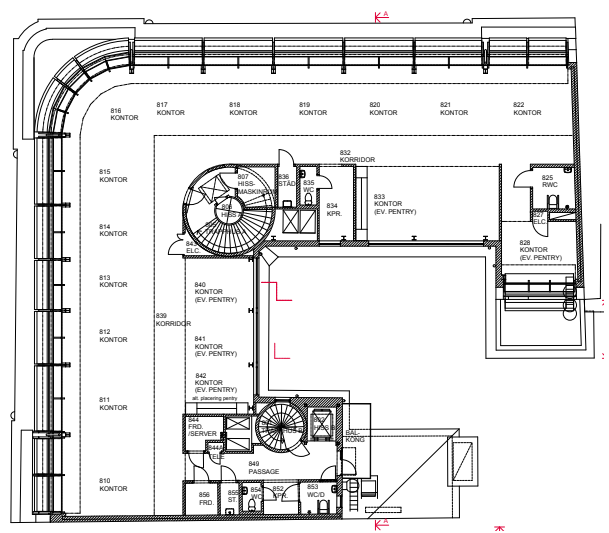 A
816
KONTOR
817
KONTOR
818
KONTOR
819
KONTOR
820
KONTOR
821
KONTOR
822
KONTOR
832
KORRIDOR
815
KONTOR
807
HISS-
MASKINRUM
836
STÄD
835
WC
834
KPR.
833
KONTOR
(EV. PENTRY)
825
RWC
827
ELC.
828
KONTOR
(EV. PENTRY)
814
KONTOR
HISS
ELC.
813
KONTOR
840
KONTOR
(EV. PENTRY)
839
KORRIDOR
812
KONTOR
841
KONTOR
(EV. PENTRY)
842
KONTOR
(EV. PENTRY)
alt. placering pentry
811
KONTOR
844
FRD.
/SERVER
844A
TELE
HISS B
BAL-
KONG
849
PASSAGE
810
KONTOR
856
FRD.
855
ST.
854
WC
852
KPR.
853
WC/D
A